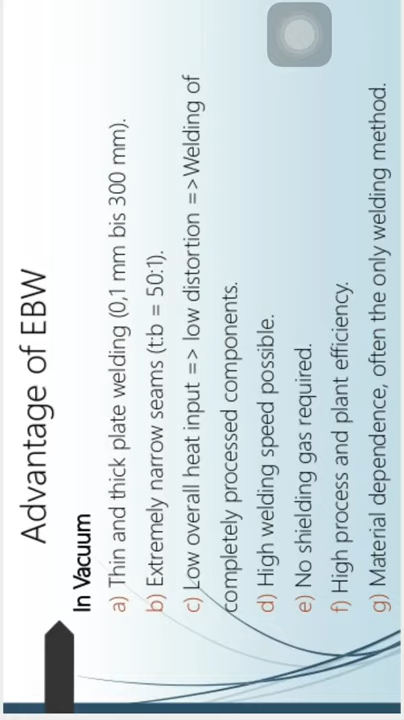 Advantage of EBW
In Vacuum
a) Thin and thick plate welding (0,1 mm bis 300 mm).
b) Extremely narrow seams (t:b = 50:1).
c) Low overall heat input => low distortion =>Welding of
completely processed components.
d) High welding speed possible.
e) No shielding gas required.
f) High process and plant efficiency.
g) Material dependence, often the only welding method.